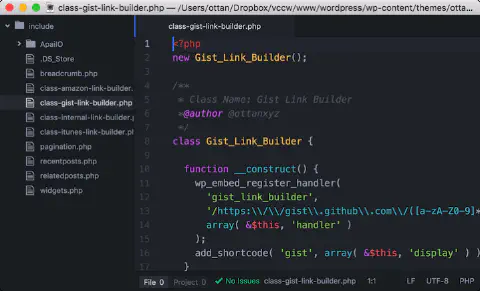 class-gist-link-builder.php — /Users/ottan/Dropbox/vccw/www/wordpress/wp-content/themes/otta...
include
ApaiIO
.DS_Store
breadcrumb.php
class-amazon-link-builder.
class-gist-link-builder.php
class-internal-link-builder.p
class-itunes-link-builder.ph
pagination.php
recentposts.php
relatedposts.php
widgets.php
class-gist-link-builder.php
1 <?php
2 new Gist_Link_Builder();
3
4 /**
5 * Class Name: Gist Link Builder
6 *@author @ottanxyz
7 */
8 class Gist_Link_Builder {
9
10 function __construct() {
11 wp_embed_register_handler(
12 'gist_link_builder',
13 '/https:\\/\\/gist\\.github\\.com\\/([a-zA-Z0-9]*
14 array( &$this, 'handler' )
15 );
16 add_shortcode( 'gist', array( &$this, 'display' ) )
17 }
File 0 Project 0 No Issues class-gist-link-builder.php 1:1 LF UTF-8 PHP